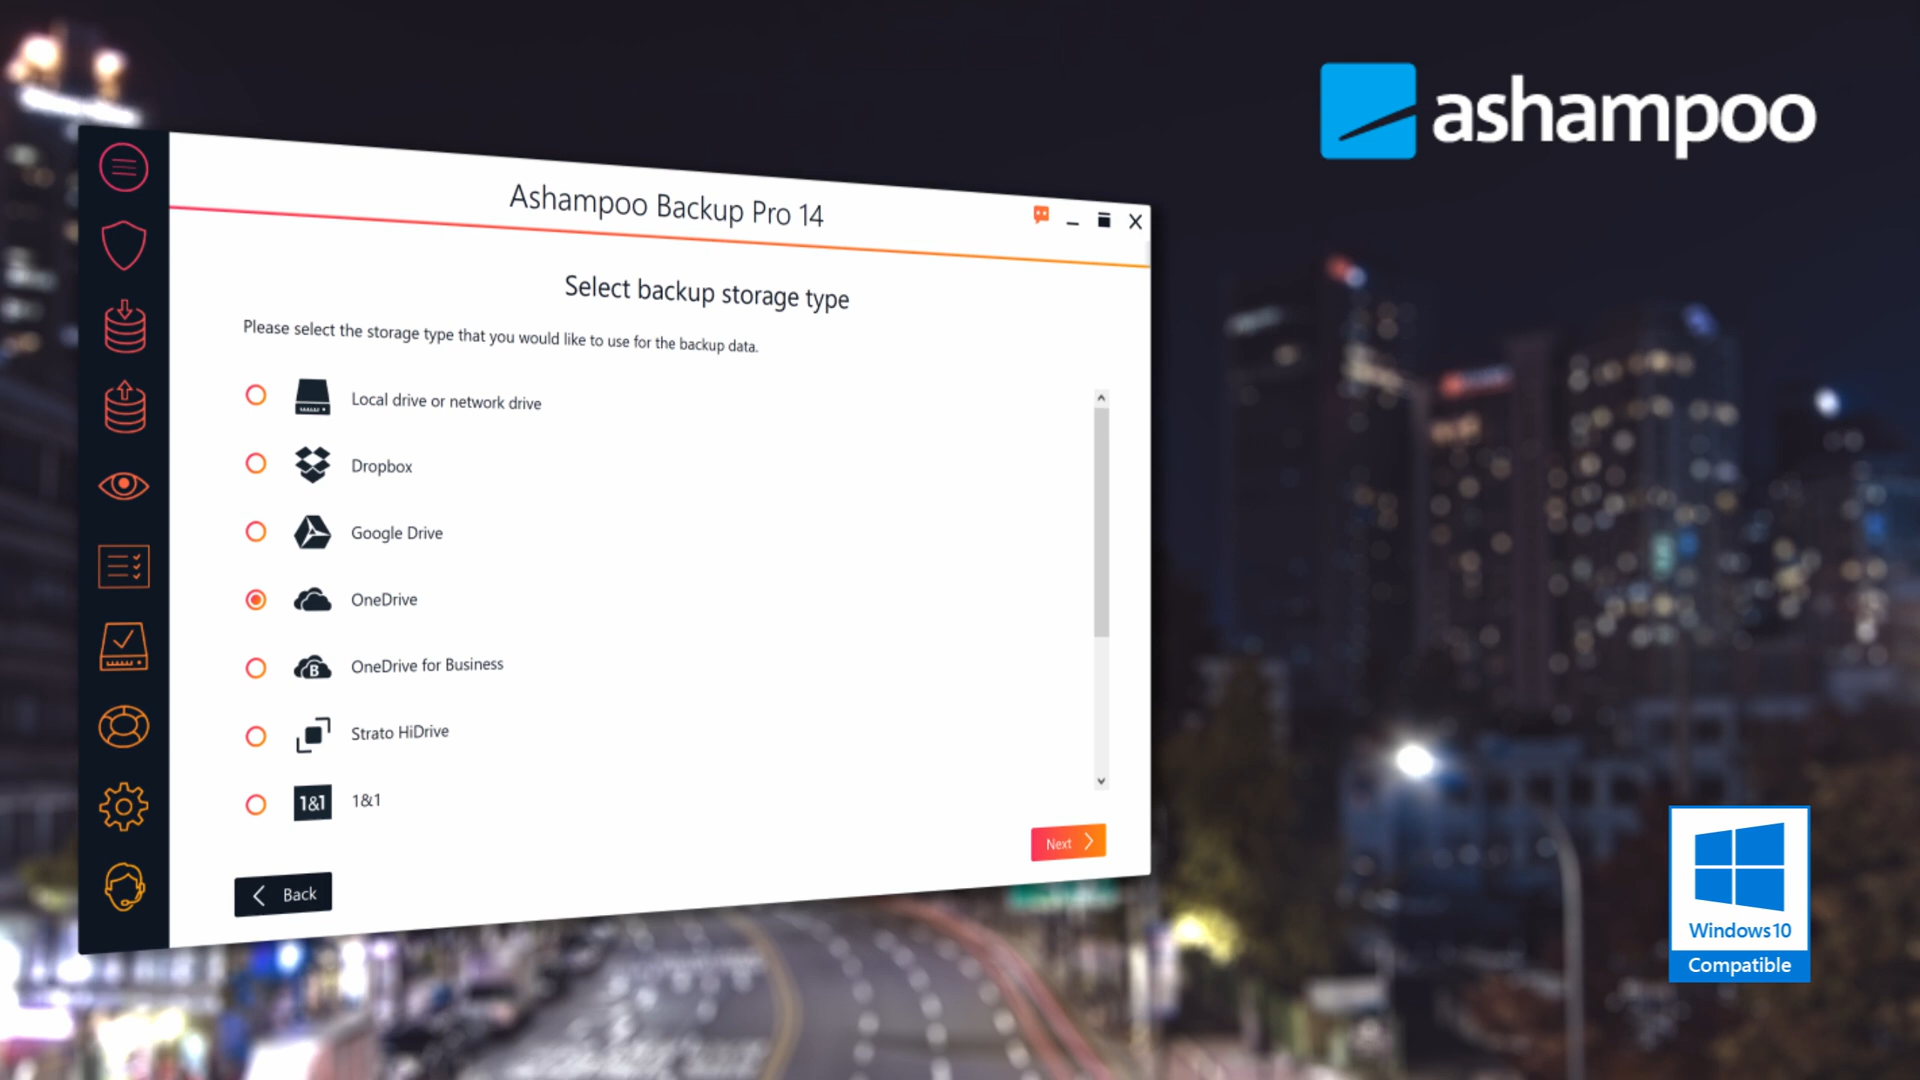 ashampoo
Ashampoo Backup Pro 14
Select backup storage type
Please select the storage type that you would like to use for the backup data.
Local drive or network drive
Dropbox
Google Drive
OneDrive
B
OneDrive for Business
Strato HiDrive
1&1
1&1
Next
Back
Windows10
Compatible